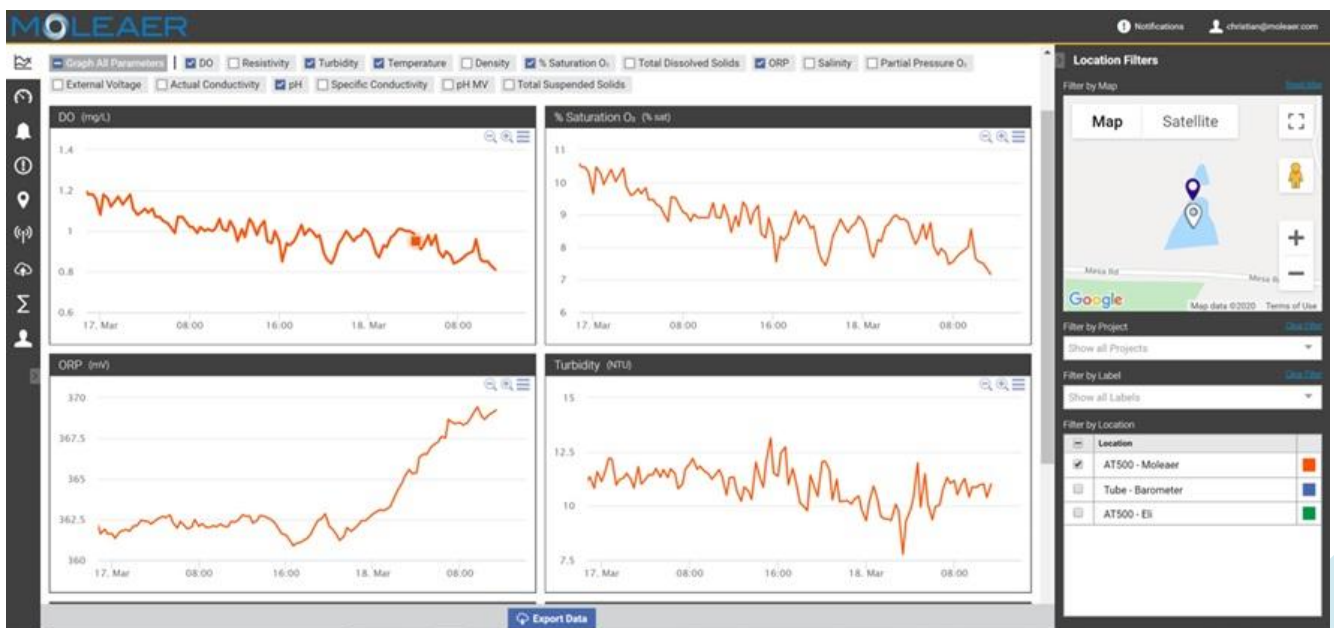 MOLEAER
Notifications
christian@moleaer.com
Graph All Parameters
DO
Resistivity
Turbidity
Temperature
Density
% Saturation O₂
Total Dissolved Solids
ORP
Salinity
Partial Pressure O₂
External Voltage
Actual Conductivity
pH
Specific Conductivity
pH MV
Total Suspended Solids
DO (mg/L)
1.4
1.2
1
0.8
0.6
17. Mar 08:00 16:00 18. Mar 08:00
% Saturation O₂ (% sat)
11
10
9
8
7
6
17. Mar 08:00 16:00 18. Mar 08:00
ORP (mV)
370
367.5
365
362.5
360
17. Mar 08:00 16:00 18. Mar 08:00
Turbidity (NTU)
15
12.5
10
7.5
17. Mar 08:00 16:00 18. Mar 08:00
Export Data
Location Filters
Filter by Map
Map Satellite
Mesa Rd
Mesa
Google
Map data ©2020 Terms of Use
Filter by Project
Clear Filter
Show all Projects
Filter by Label
Clear Filter
Show all Labels
Filter by Location
Location
AT500 - Moleaer
Tube - Barometer
AT500 - Eli